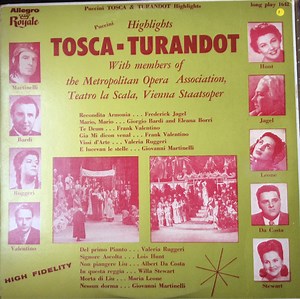 Puccini TOSCA & TURANDOT Highlights
long play 1642
Allegro
Royale
Puccini
Highlights
TOSCA - TURANDOT
With members of
the Metropolitan Opera Association,
Teatro la Scala, Vienna Staatsoper
Martinelli
Bardi
Ruggeri
Valentino
Hunt
Jagel
Leone
Da Costa
Stewart
Recondita Armonia . . . Frederick Jagel
Mario, Mario . . . Giorgio Bardi and Eleona Borri
Te Deum . . . Frank Valentino
Gia Mi dicon venal . . . Frank Valentino
Vissi d'Arte . . . Valeria Ruggeri
E lucevan le stelle . . . Giovanni Martinelli
Del primo Pianto . . . Valeria Ruggeri
Signore Ascolta . . . Lois Hunt
Non piangere Liu . . . Albert Da Costa
In questa reggia . . . Willa Stewart
Morta di Liu . . . Maria Leone
Nessun dorma . . . Giovanni Martinelli
HIGH FIDELITY